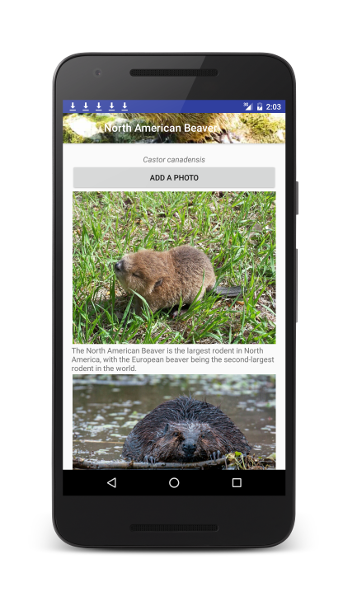 2:03
North American Beaver
Castor canadensis
ADD A PHOTO
The North American Beaver is the largest rodent in North
America, with the European beaver being the second-largest
rodent in the world.